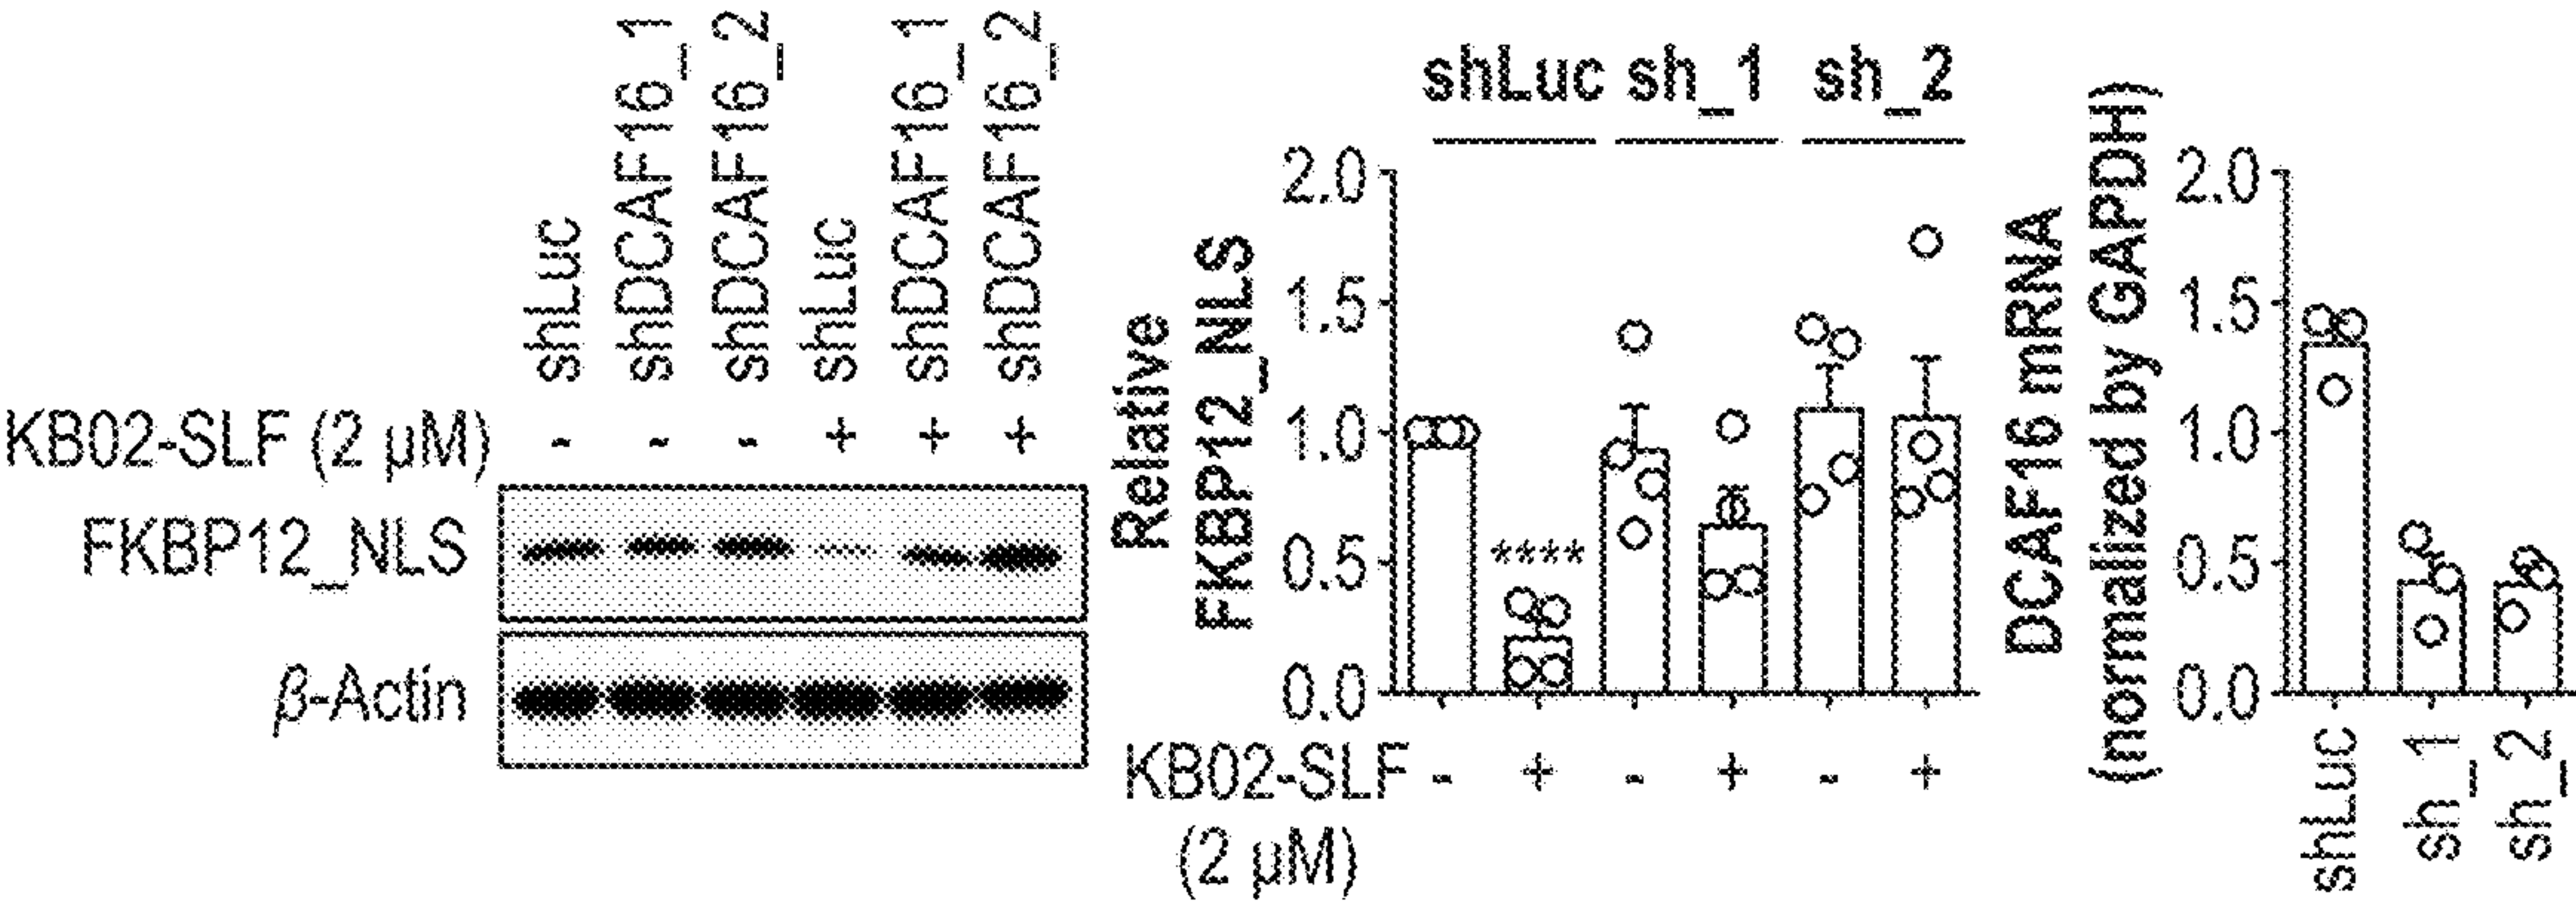 shLuc
shDCAF16_1
shDCAF16_2
shLuc
shDCAF16_1
shDCAF16_2
KB02-SLF (2 μM) - - - + + +
FKBP12_NLS
β-Actin
shLuc sh_1 sh_2
Relative
FKBP12_NLS
2.0
1.5
1.0
0.5
0.0
****
KB02-SLF - + - + - +
(2 μM)
DCAF16 mRNA
(normalized by GAPDH)
2.0
1.5
1.0
0.5
0.0
shLuc
sh_1
sh_2